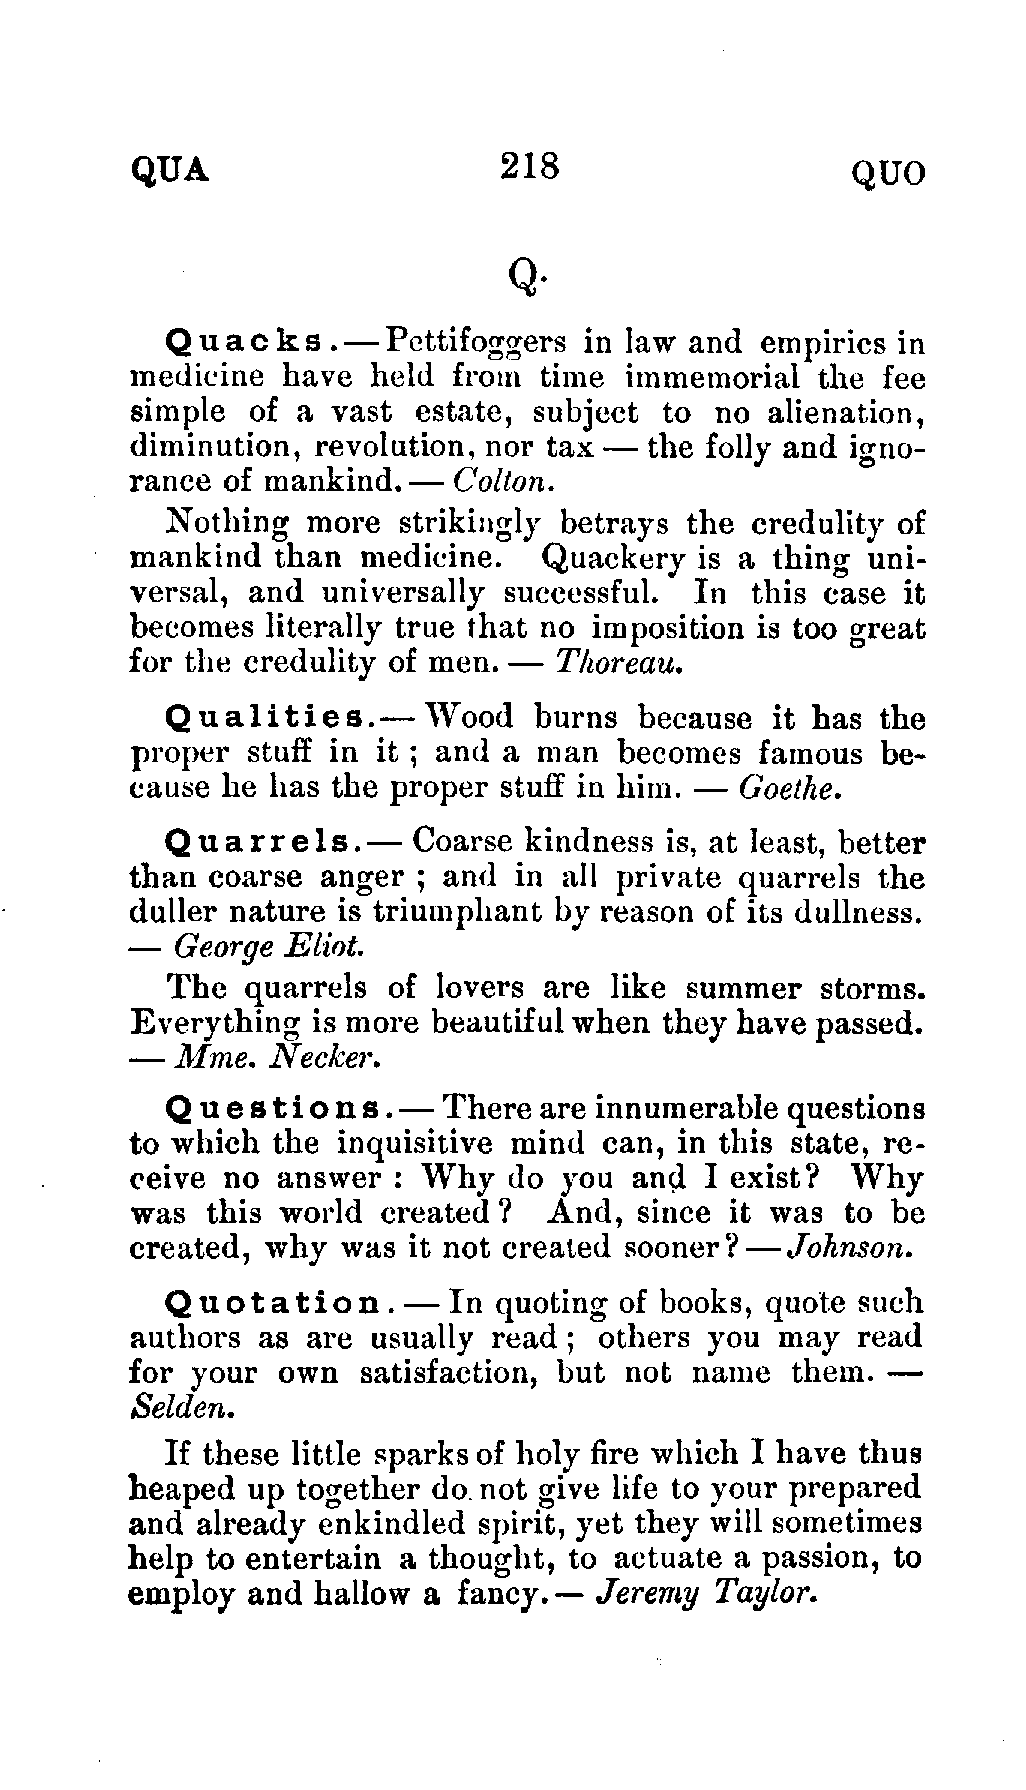 QUA 218 QUO
Q.
Quacks.—Pettifoggers in law and empirics in
medicine have held from time immemorial the fee
simple of a vast estate, subject to no alienation,
diminution, revolution, nor tax — the folly and igno-
rance of mankind. — Colton.
Nothing more strikingly betrays the credulity of
mankind than medicine. Quackery is a thing uni-
versal, and universally successful. In this case it
becomes literally true that no imposition is too great
for the credulity of men. — Thoreau.
Qualities.— Wood burns because it has the
proper stuff in it ; and a man becomes famous be-
cause he has the proper stuff in him. — Goethe.
Quarrels.— Coarse kindness is, at least, better
than coarse anger ; and in all private quarrels the
duller nature is triumphant by reason of its dullness.
— George Eliot.
The quarrels of lovers are like summer storms.
Everything is more beautiful when they have passed.
— Mme. Necker.
Questions.— There are innumerable questions
to which the inquisitive mind can, in this state, re-
ceive no answer : Why do you and I exist? Why
was this world created ? And, since it was to be
created, why was it not created sooner ? — Johnson.
Quotation.— In quoting of books, quote such
authors as are usually read ; others you may read
for your own satisfaction, but not name them. —
Selden.
If these little sparks of holy fire which I have thus
heaped up together do not give life to your prepared
and already enkindled spirit, yet they will sometimes
help to entertain a thought, to actuate a passion, to
employ and hallow a fancy. — Jeremy Taylor.